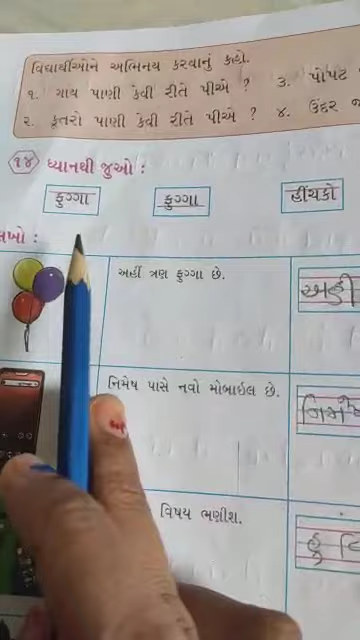 વિદ્યાર્થીઓને અભિનય કરવાનું કહો.
૧. ગાય પાણી કેવી રીતે પીએ ? ૩. પોપટ
૨. કૂતરો પાણી કેવી રીતે પીએ ? ૪. ઉંદર
૧૪ ધ્યાનથી જુઓ :
ફુગ્ગા ફુગ્ગા હીંચકો
લખો :
અહીં ત્રણ ફુગ્ગા છે.
નિમેષ પાસે નવો મોબાઇલ છે.
વિષય ભણીશ.